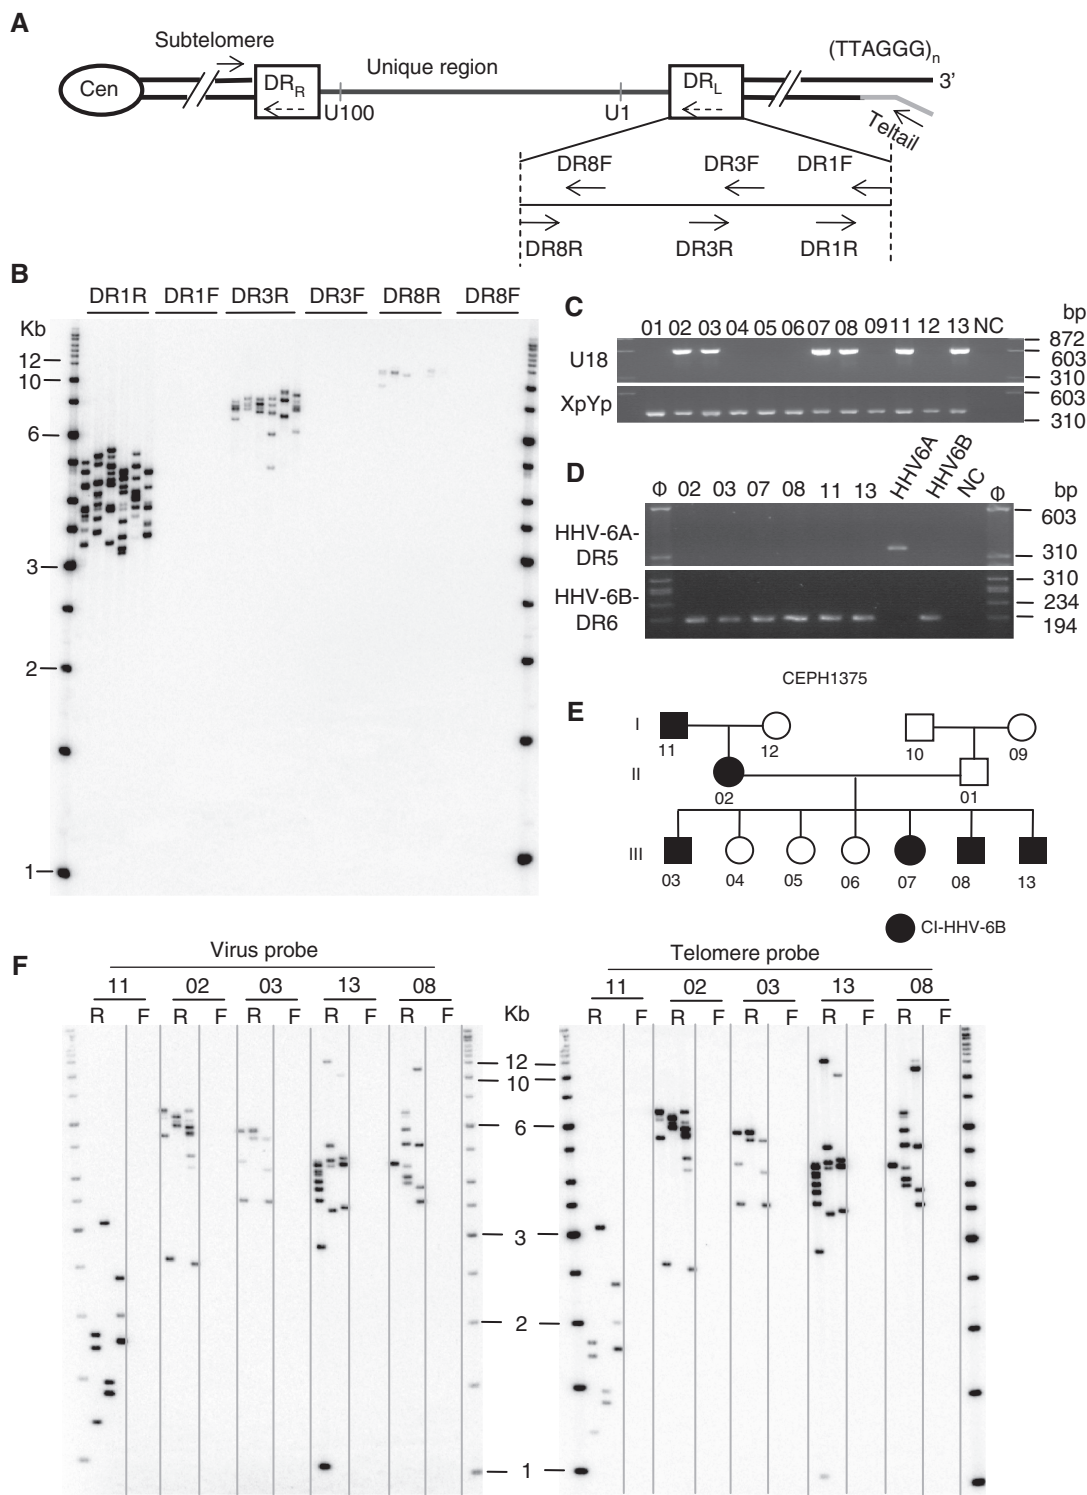 A
Subtelomere
(TTAGGG)n
Unique region
Cen
DRR
DRL
3'
U100
U1
Teltail
DR8F DR3F DR1F
DR8R DR3R DR1R
B
DR1R DR1F DR3R DR3F DR8R DR8F
Kb
12
10
6
3
2
1
C
bp
01 02 03 04 05 06 07 08 09 11 12 13 NC
U18
872
603
310
XpYp
603
310
D
Φ 02 03 07 08 11 13 HHV6A HHV6B NC Φ
bp
HHV-6A-
DR5
603
310
HHV-6B-
DR6
310
234
194
CEPH1375
E
I
11 12 10 09
II
02 01
III
03 04 05 06 07 08 13
CI-HHV-6B
F
Virus probe
Telomere probe
11 02 03 13 08
11 02 03 13 08
R F R F R F R F R F
Kb
R F R F R F R F R F
12
10
6
3
2
1